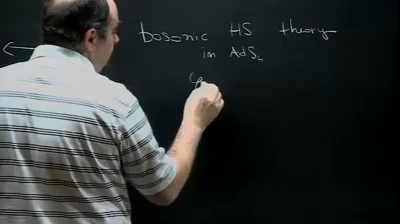 bosonic HS theory
in AdS₄
φ